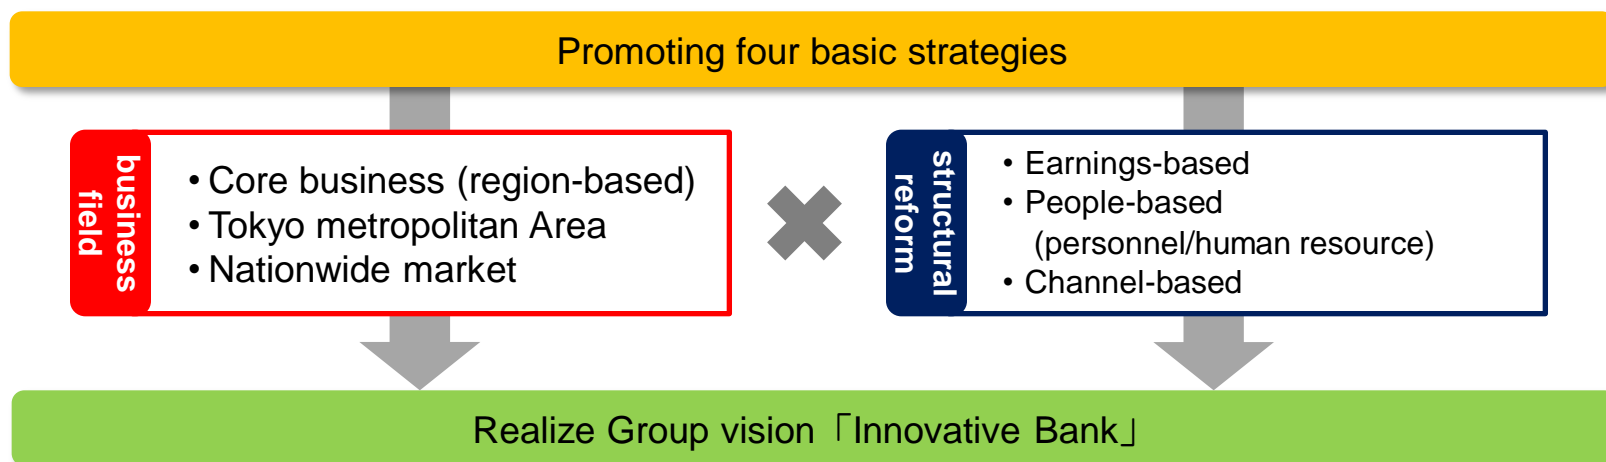 Promoting four basic strategies
business
field
• Core business (region-based)
• Tokyo metropolitan Area
• Nationwide market
structural
reform
• Earnings-based
• People-based
(personnel/human resource)
• Channel-based
Realize Group vision「Innovative Bank」